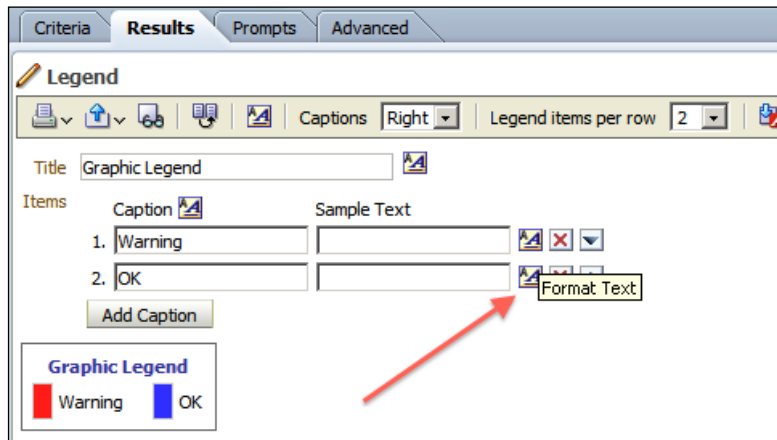 Criteria Results Prompts Advanced
Legend
Captions Right Legend items per row 2
Title Graphic Legend
Items Caption Sample Text
1. Warning
2. OK
Format Text
Add Caption
Graphic Legend
Warning OK